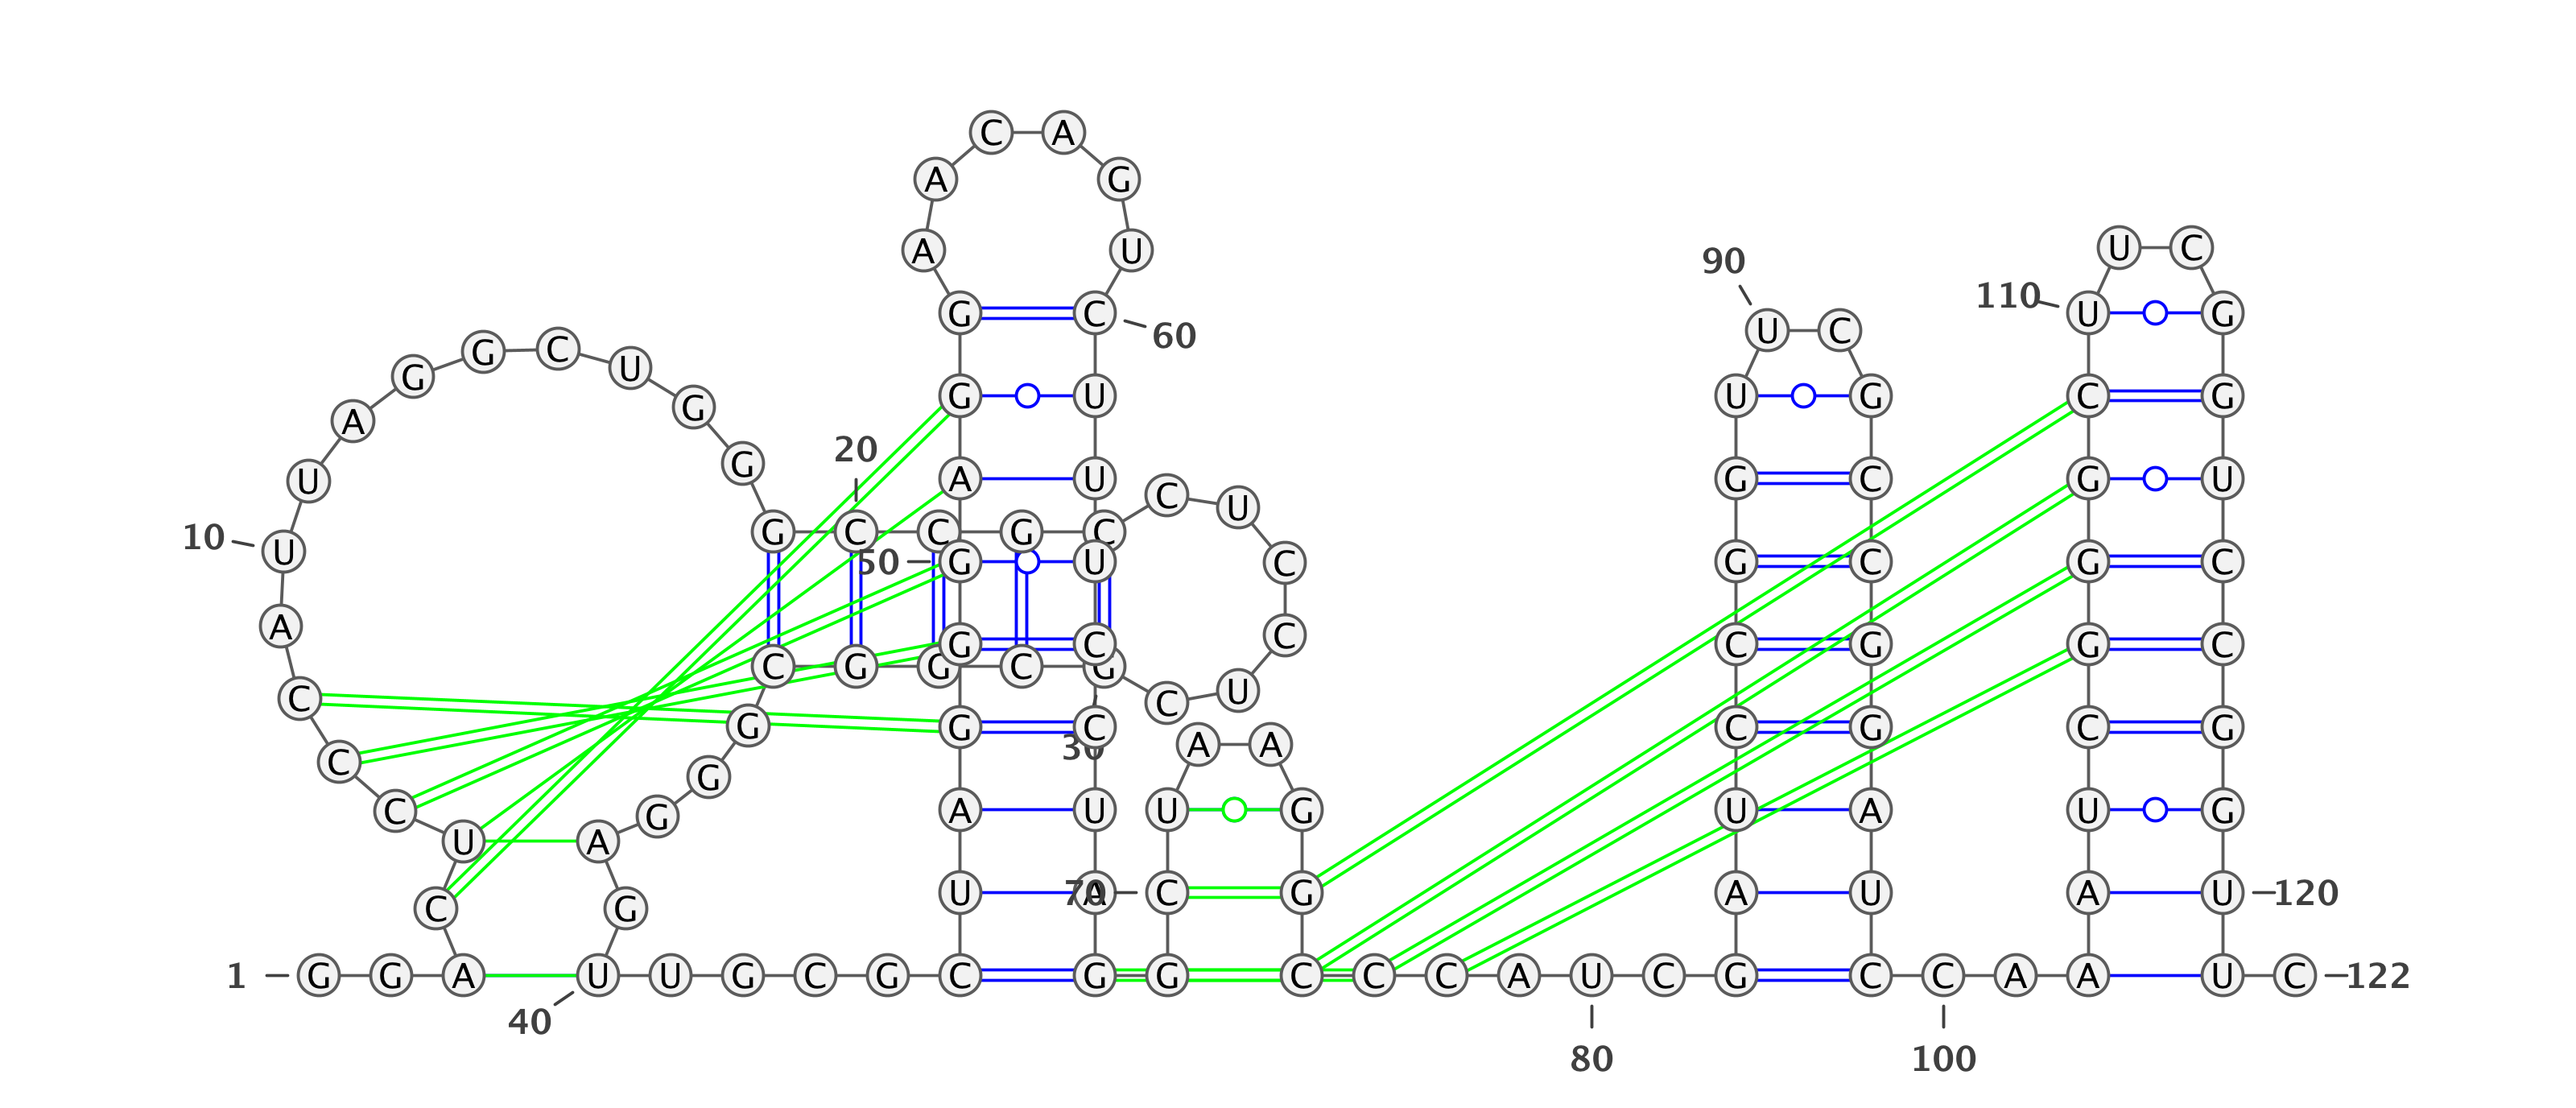 C A
A G
A U U C
90
110
G C U G
U C
60
G C
U
G
G U U G C G
G
A
20
G
U A U G C G U
C U
G C C G C
10 U 50 G U C G C G C
A U
G C C G G C
C G G C G
C U
C
G G C C G C G
30 A A
C G
A U U G U A U G
C G
U A
C G U A 70 C G A U A U 120
1 G G A U U G C G C G G C C C A U C G C C A A A U C 122
40
80 100